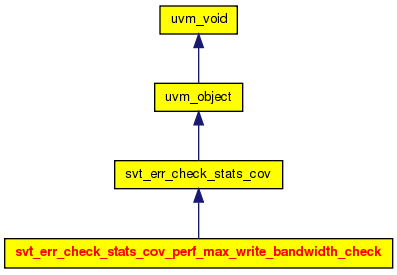 uvm_void
uvm_object
svt_err_check_stats_cov
svt_err_check_stats_cov_perf_max_write_bandwidth_check